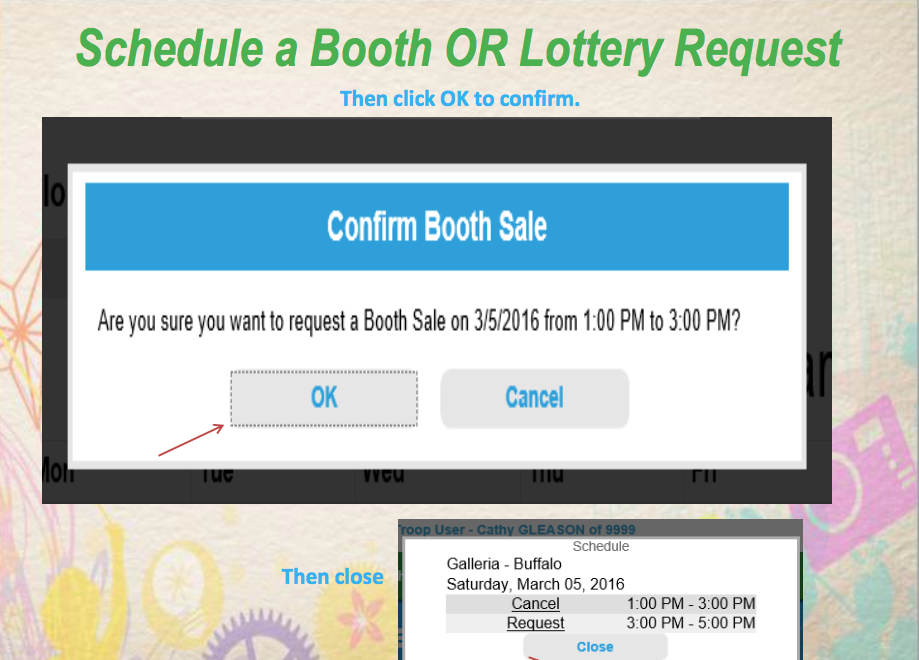 Schedule a Booth OR Lottery Request
Then click OK to confirm.
Confirm Booth Sale
Are you sure you want to request a Booth Sale on 3/5/2016 from 1:00 PM to 3:00 PM?
OK Cancel
Mon Tue Wed Thu Fri
Troop User - Cathy GLEASON of 9999
Schedule
Galleria - Buffalo
Saturday, March 05, 2016
Cancel 1:00 PM - 3:00 PM
Request 3:00 PM - 5:00 PM
Then close
Close